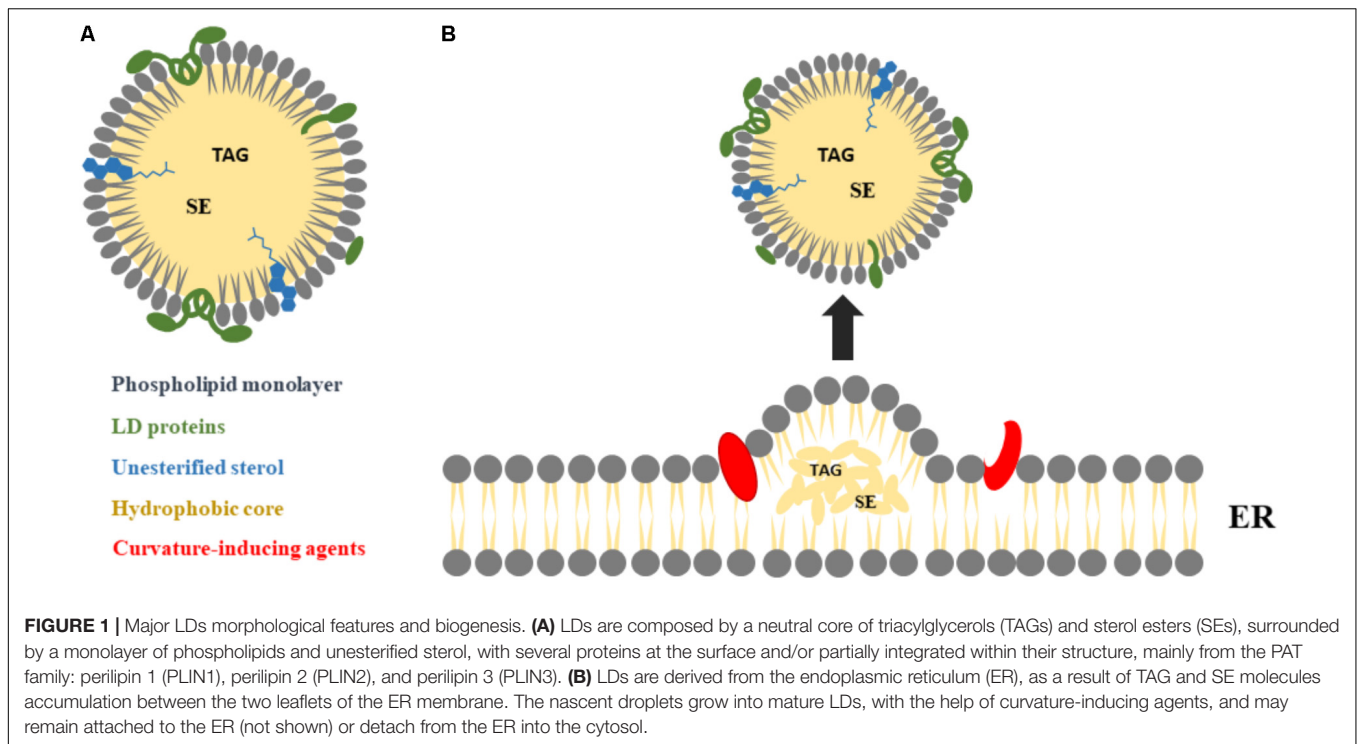 A
B
TAG
SE
TAG
SE
Phospholipid monolayer
LD proteins
Unesterified sterol
Hydrophobic core
Curvature-inducing agents
TAG
SE
ER
FIGURE 1 | Major LDs morphological features and biogenesis. (A) LDs are composed by a neutral core of triacylglycerols (TAGs) and sterol esters (SEs), surrounded
by a monolayer of phospholipids and unesterified sterol, with several proteins at the surface and/or partially integrated within their structure, mainly from the PAT
family: perilipin 1 (PLIN1), perilipin 2 (PLIN2), and perilipin 3 (PLIN3). (B) LDs are derived from the endoplasmic reticulum (ER), as a result of TAG and SE molecules
accumulation between the two leaflets of the ER membrane. The nascent droplets grow into mature LDs, with the help of curvature-inducing agents, and may
remain attached to the ER (not shown) or detach from the ER into the cytosol.